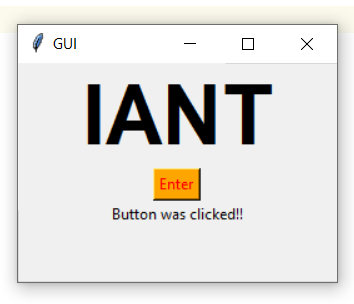 GUI
IANT
Enter
Button was clicked!!